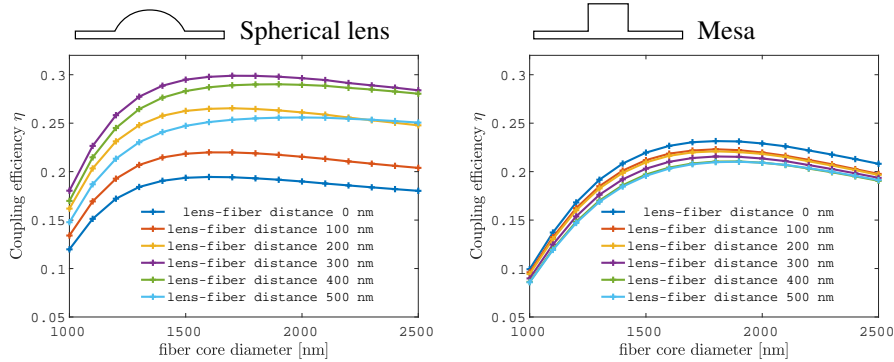 Spherical lens
Coupling efficiency η
0.3
0.25
0.2
0.15
0.1
0.05
lens-fiber distance 0 nm
lens-fiber distance 100 nm
lens-fiber distance 200 nm
lens-fiber distance 300 nm
lens-fiber distance 400 nm
lens-fiber distance 500 nm
1000 1500 2000 2500
fiber core diameter [nm]
Mesa
Coupling efficiency η
0.3
0.25
0.2
0.15
0.1
0.05
lens-fiber distance 0 nm
lens-fiber distance 100 nm
lens-fiber distance 200 nm
lens-fiber distance 300 nm
lens-fiber distance 400 nm
lens-fiber distance 500 nm
1000 1500 2000 2500
fiber core diameter [nm]